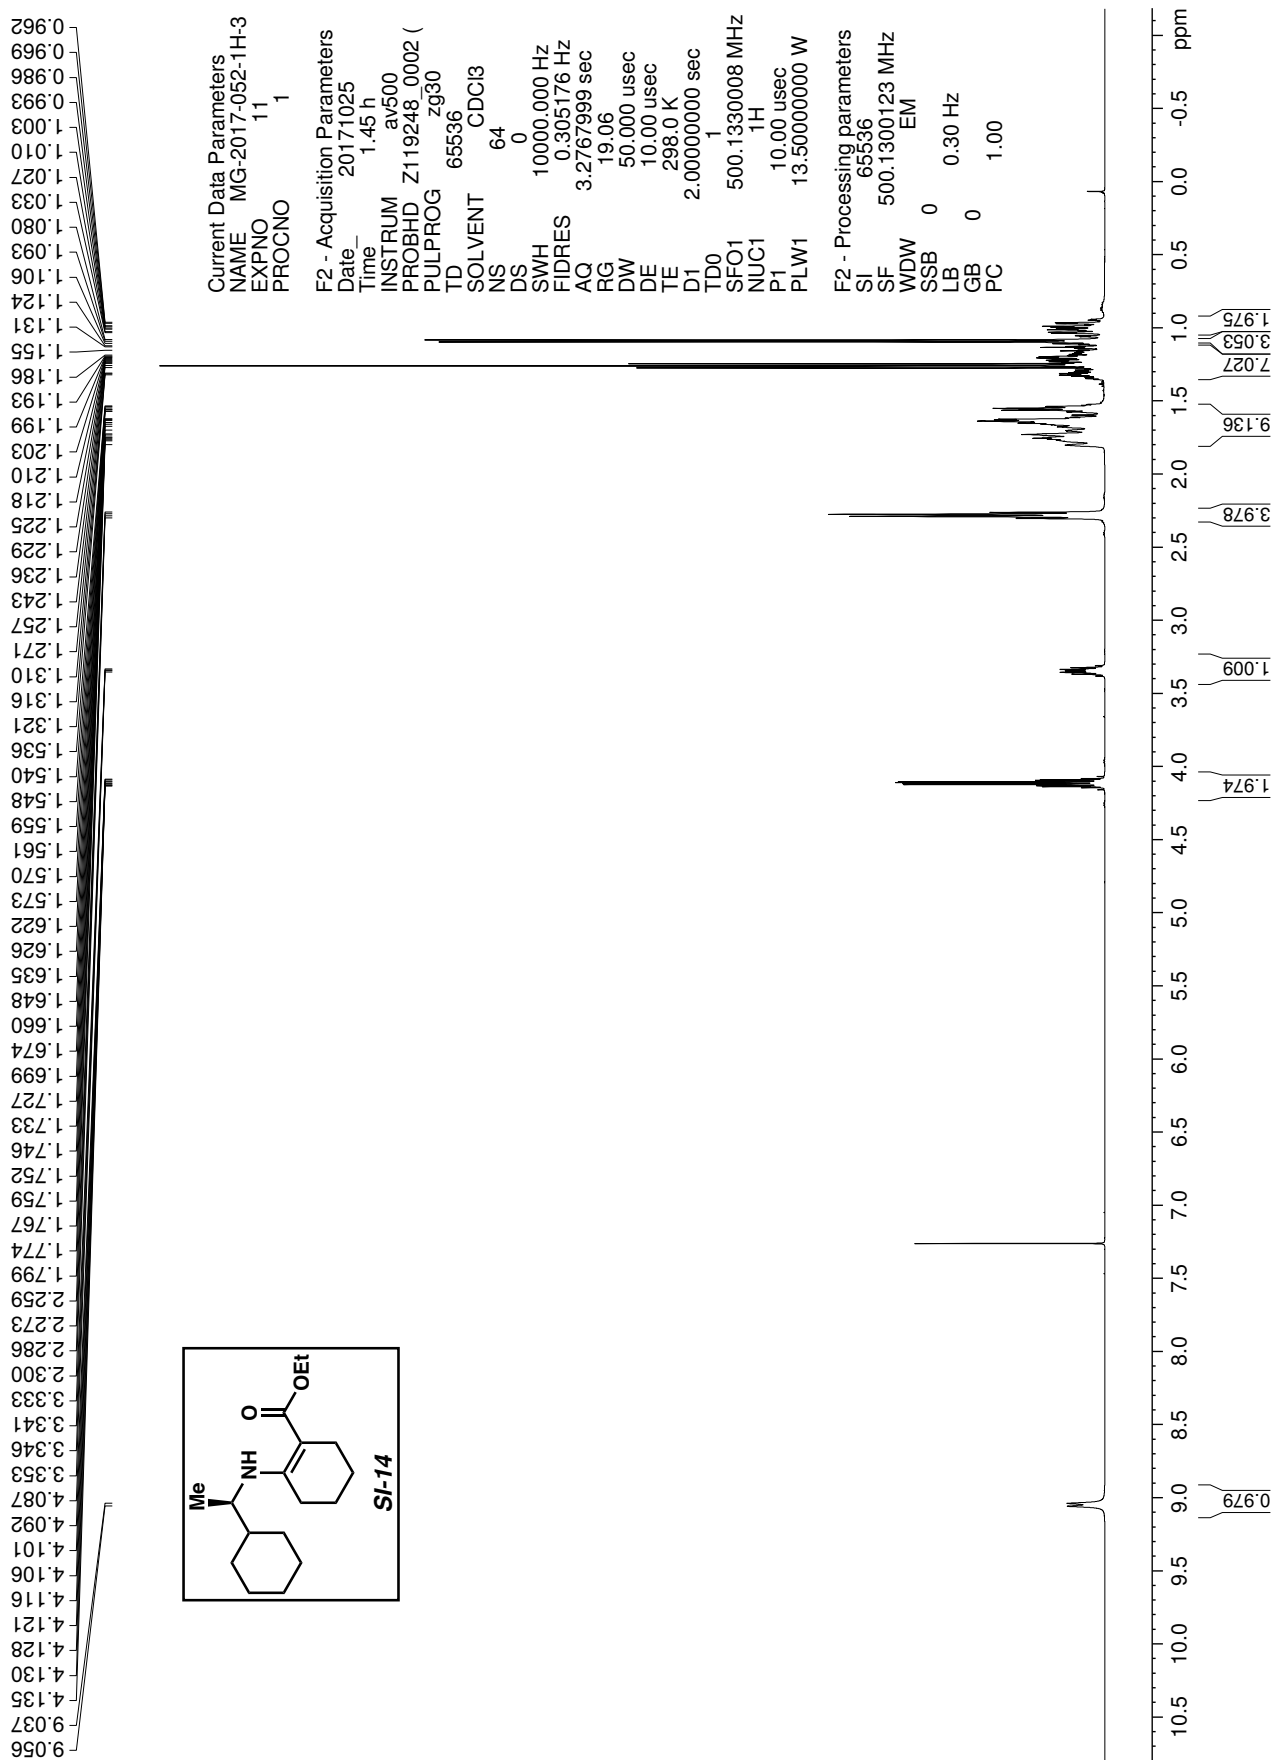 0.962
0.969
0.986
0.993
1.003
1.010
1.027
1.033
1.080
1.093
1.106
1.124
1.131
1.155
1.186
1.193
1.199
1.203
1.210
1.218
1.225
1.229
1.236
1.243
1.257
1.271
1.310
1.316
1.321
1.536
1.540
1.548
1.559
1.561
1.570
1.573
1.622
1.626
1.635
1.648
1.660
1.674
1.699
1.727
1.733
1.746
1.752
1.759
1.767
1.774
1.799
2.259
2.273
2.286
2.300
3.333
3.341
3.346
3.353
4.087
4.092
4.101
4.106
4.116
4.121
4.128
4.130
4.135
9.037
9.056
Current Data Parameters
NAME MG-2017-052-1H-3
EXPNO 11
PROCNO 1
F2 - Acquisition Parameters
Date_ 20171025
Time 1.45 h
INSTRUM av500
PROBHD Z119248_0002 (
PULPROG zg30
TD 65536
SOLVENT CDCl3
NS 64
DS 0
SWH 10000.000 Hz
FIDRES 0.305176 Hz
AQ 3.2767999 sec
RG 19.06
DW 50.000 usec
DE 10.00 usec
TE 298.0 K
D1 2.00000000 sec
TD0 1
SFO1 500.1330008 MHz
NUC1 1H
P1 10.00 usec
PLW1 13.50000000 W
F2 - Processing parameters
SI 65536
SF 500.1300123 MHz
WDW EM
SSB 0
LB 0.30 Hz
GB 0
PC 1.00
Me
NH
O
OEt
SI-14
10.5 10.0 9.5 9.0 8.5 8.0 7.5 7.0 6.5 6.0 5.5 5.0 4.5 4.0 3.5 3.0 2.5 2.0 1.5 1.0 0.5 0.0 -0.5 ppm
0.979
1.974
1.009
3.978
9.136
7.027
3.053
1.975